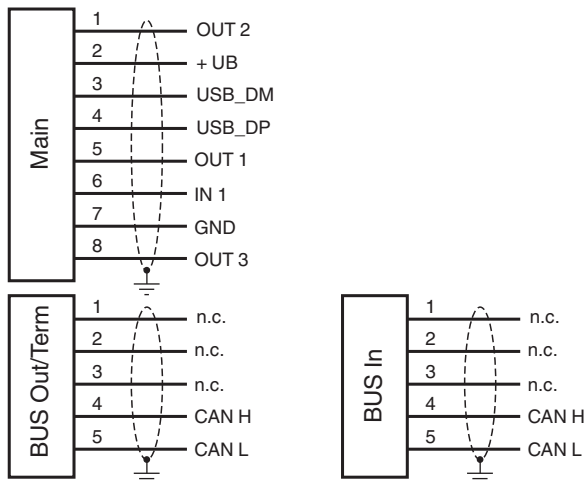 Main
1 OUT 2
2 + UB
3 USB_DM
4 USB_DP
5 OUT 1
6 IN 1
7 GND
8 OUT 3
BUS Out/Term
1 n.c.
2 n.c.
3 n.c.
4 CAN H
5 CAN L
BUS In
1 n.c.
2 n.c.
3 n.c.
4 CAN H
5 CAN L